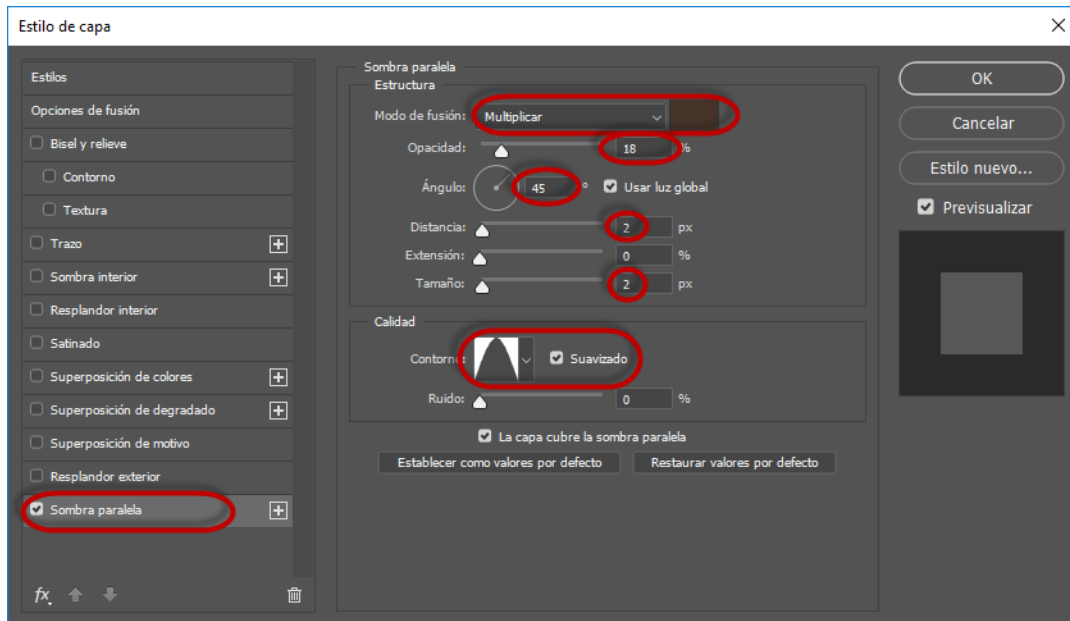 Estilo de capa
Estilos
Opciones de fusión
Bisel y relieve
Contorno
Textura
Trazo
Sombra interior
Resplandor interior
Satinado
Superposición de colores
Superposición de degradado
Superposición de motivo
Resplandor exterior
Sombra paralela
fx
Sombra paralela
Estructura
Modo de fusión: Multiplicar
Opacidad: 18 %
Ángulo: 45 ° Usar luz global
Distancia: 2 px
Extensión: 0 %
Tamaño: 2 px
Calidad
Contorno: Suavizado
Ruido: 0 %
La capa cubre la sombra paralela
Establecer como valores por defecto Restaurar valores por defecto
OK
Cancelar
Estilo nuevo...
Previsualizar